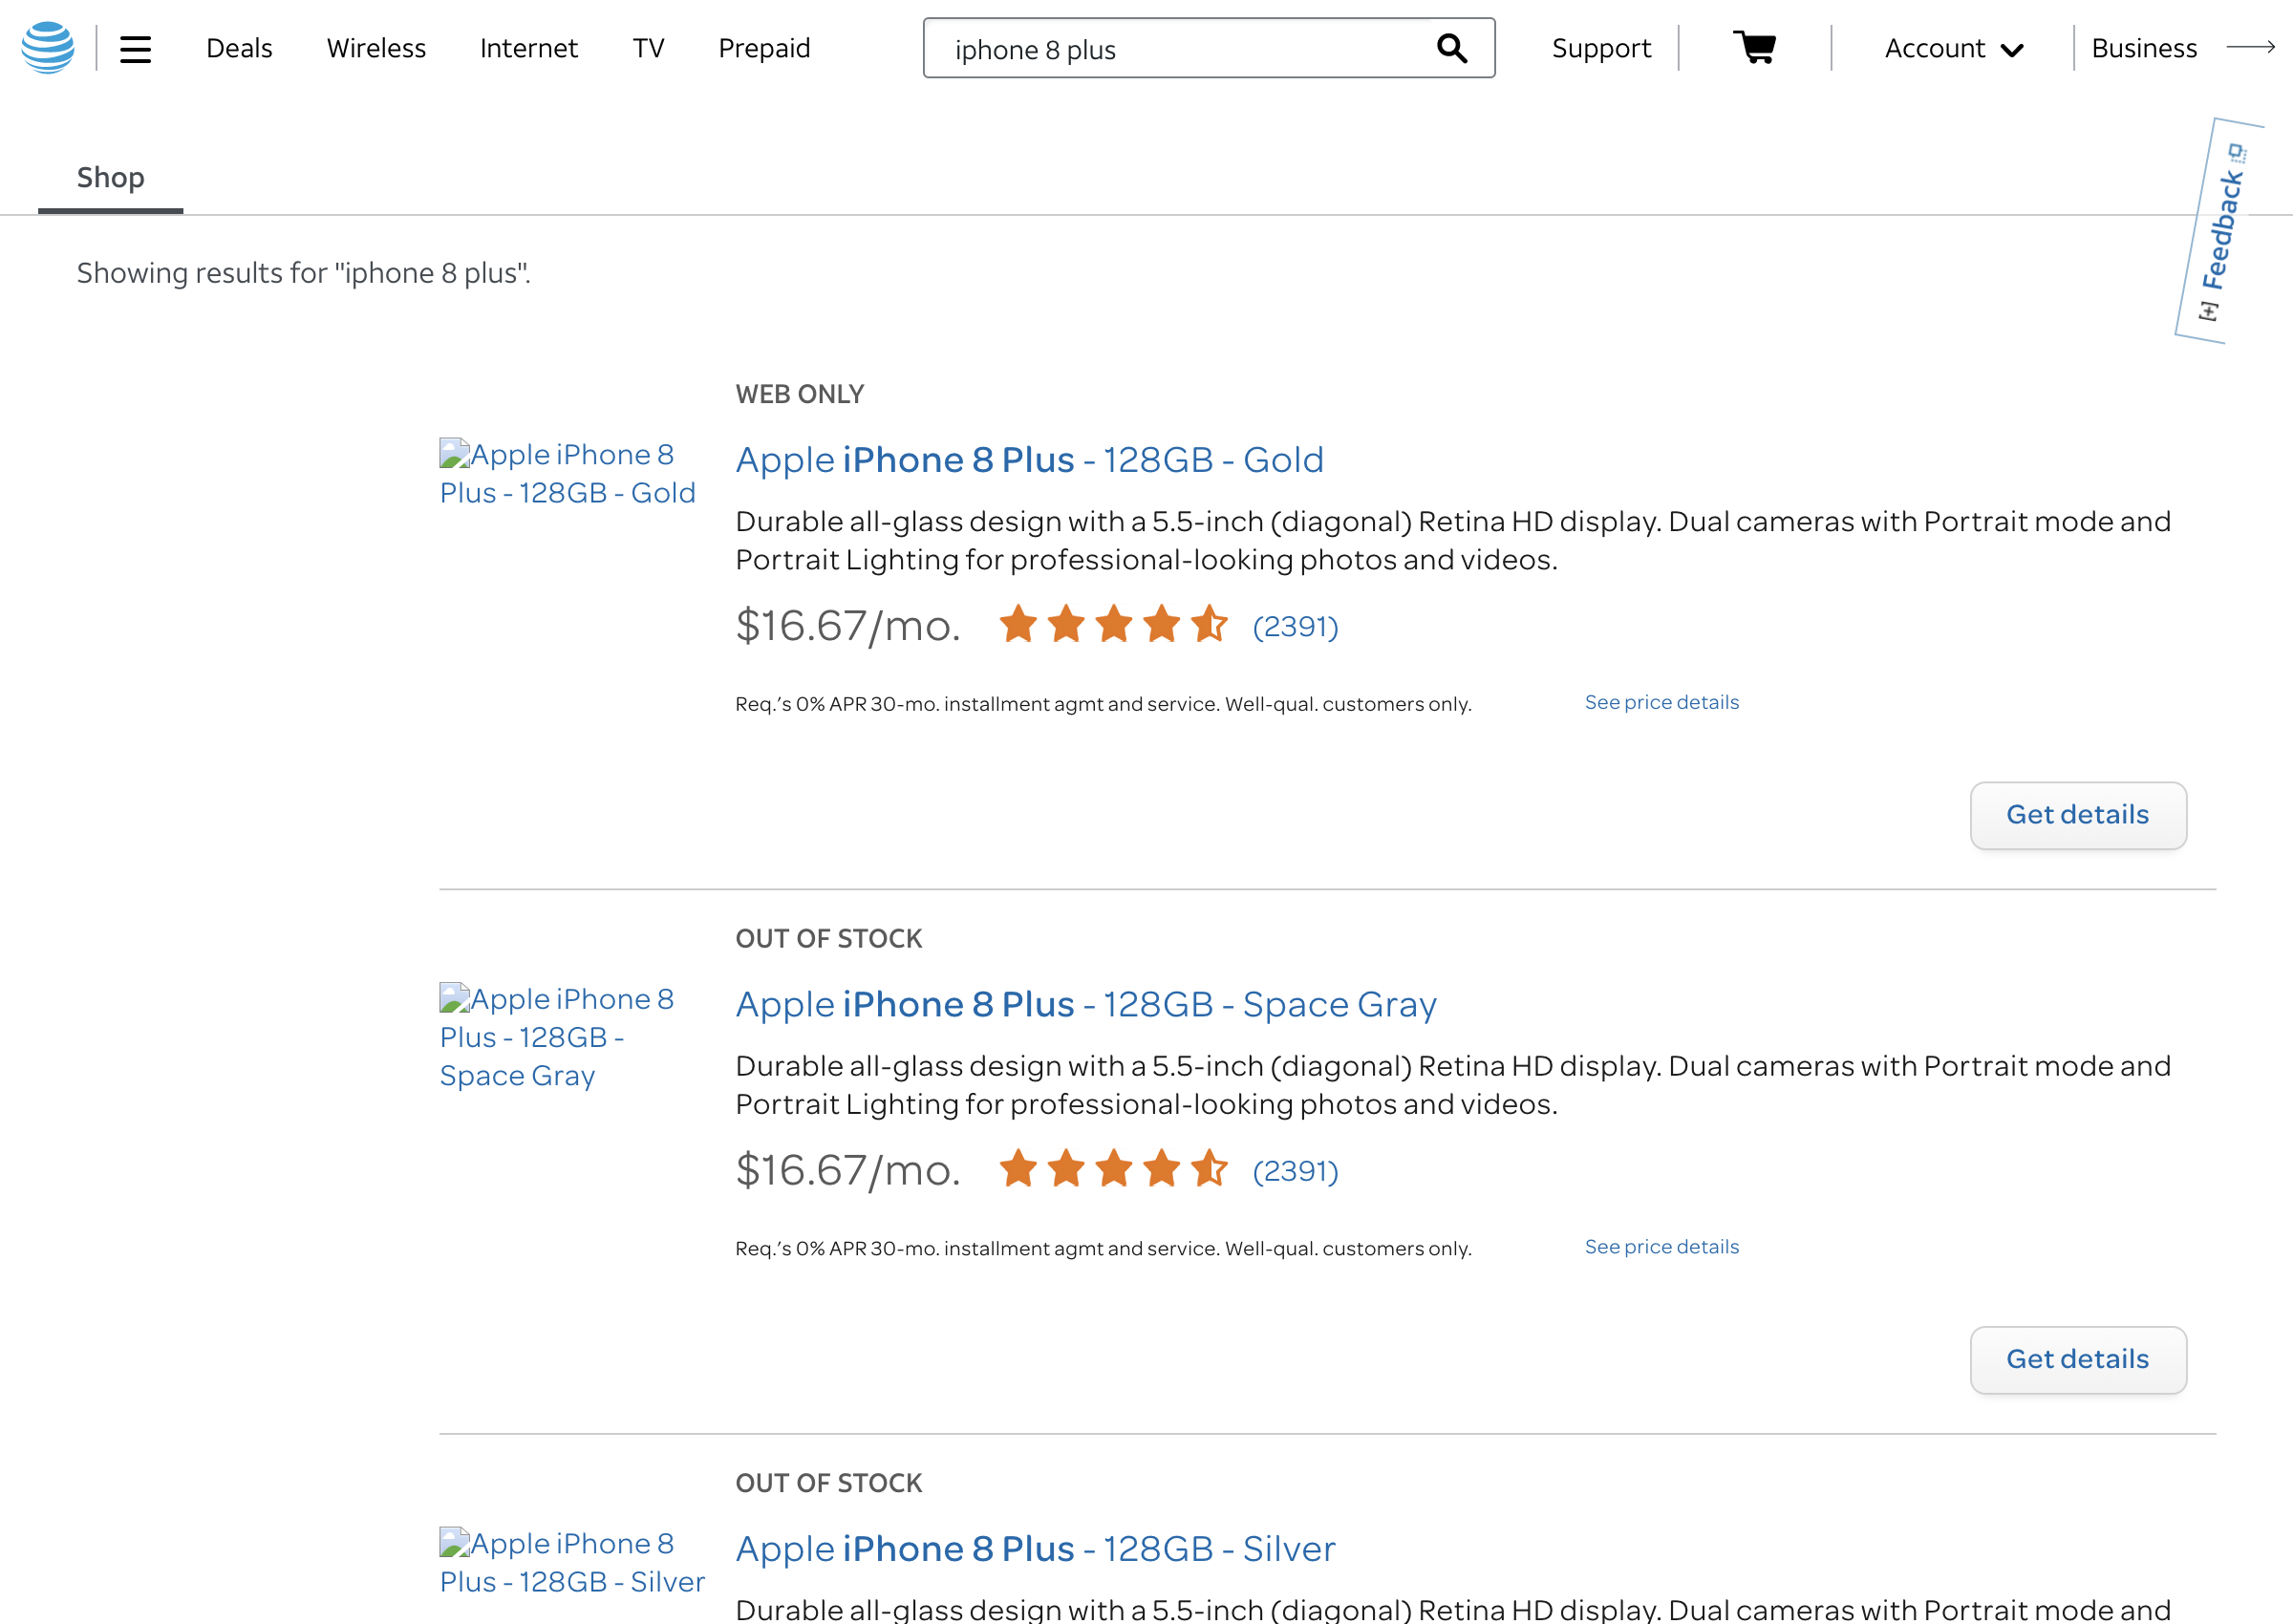 Deals Wireless Internet TV Prepaid iphone 8 plus Support Account Business
Shop
[+] Feedback
Showing results for "iphone 8 plus".
WEB ONLY
Apple iPhone 8
Plus - 128GB - Gold
Apple iPhone 8 Plus - 128GB - Gold
Durable all-glass design with a 5.5-inch (diagonal) Retina HD display. Dual cameras with Portrait mode and
Portrait Lighting for professional-looking photos and videos.
$16.67/mo. (2391)
Req.'s 0% APR 30-mo. installment agmt and service. Well-qual. customers only. See price details
Get details
OUT OF STOCK
Apple iPhone 8
Plus - 128GB -
Space Gray
Apple iPhone 8 Plus - 128GB - Space Gray
Durable all-glass design with a 5.5-inch (diagonal) Retina HD display. Dual cameras with Portrait mode and
Portrait Lighting for professional-looking photos and videos.
$16.67/mo. (2391)
Req.'s 0% APR 30-mo. installment agmt and service. Well-qual. customers only. See price details
Get details
OUT OF STOCK
Apple iPhone 8
Plus - 128GB - Silver
Apple iPhone 8 Plus - 128GB - Silver
Durable all-glass design with a 5.5-inch (diagonal) Retina HD display. Dual cameras with Portrait mode and